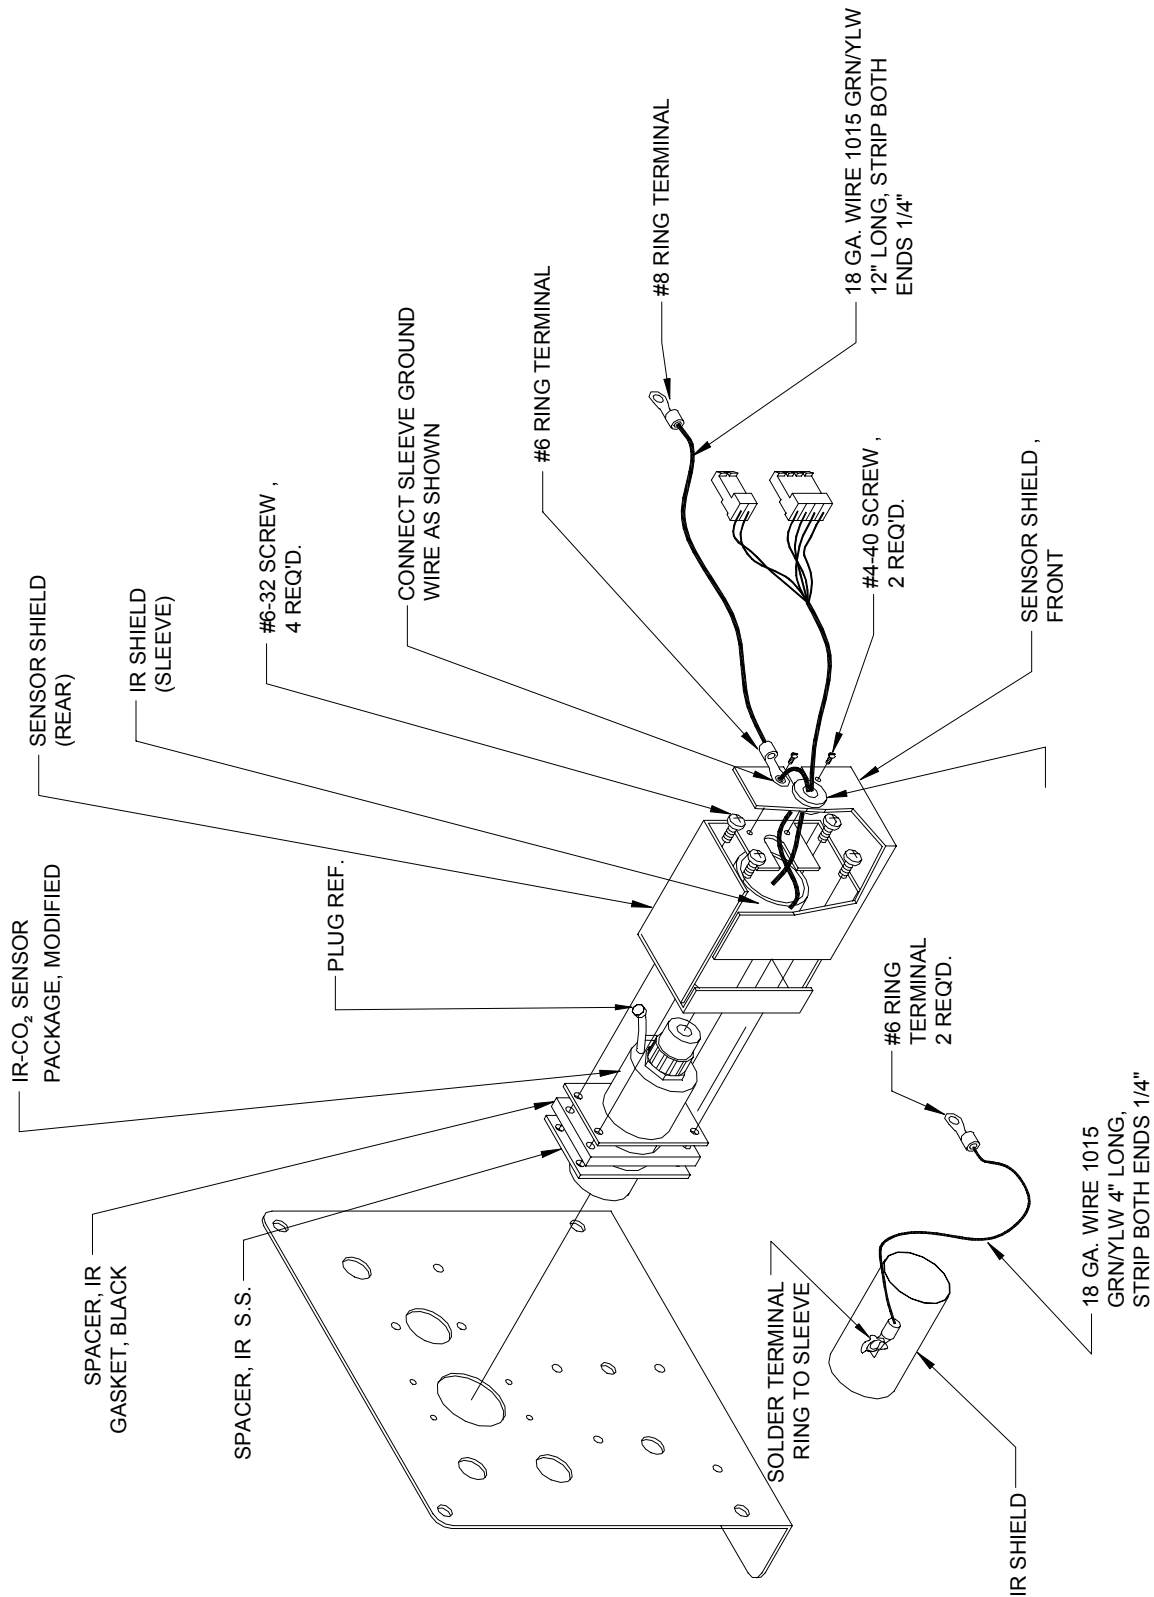 IR-CO₂ SENSOR
PACKAGE, MODIFIED
SENSOR SHIELD
(REAR)
IR SHIELD
(SLEEVE)
#6-32 SCREW ,
4 REQ'D.
CONNECT SLEEVE GROUND
WIRE AS SHOWN
#6 RING TERMINAL
#8 RING TERMINAL
18 GA. WIRE 1015 GRN/YLW
12" LONG, STRIP BOTH
ENDS 1/4"
SPACER, IR
GASKET, BLACK
SPACER, IR S.S.
PLUG REF.
#4-40 SCREW ,
2 REQ'D.
SENSOR SHIELD ,
FRONT
SOLDER TERMINAL
RING TO SLEEVE
#6 RING
TERMINAL
2 REQ'D.
IR SHIELD
18 GA. WIRE 1015
GRN/YLW 4" LONG,
STRIP BOTH ENDS 1/4"